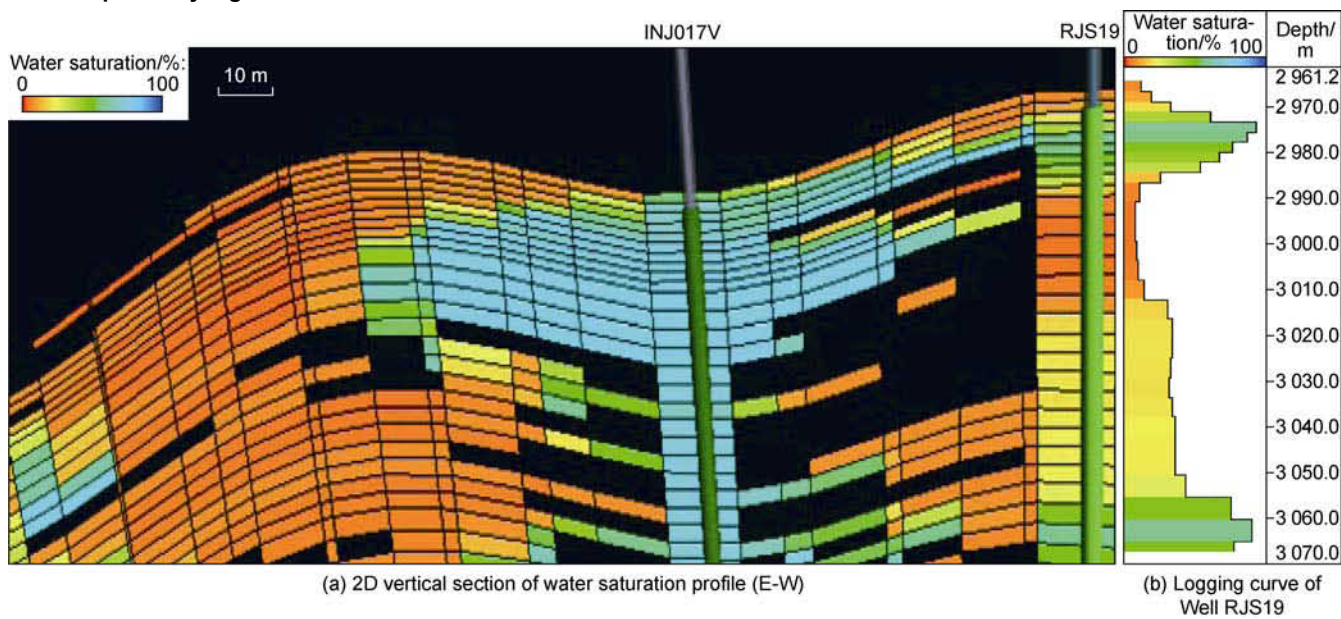 INJ017V
RJS19
Water saturation/%:
0 100
10 m
Water satura-
tion/%
0 100
Depth/
m
2 961.2
2 970.0
2 980.0
2 990.0
3 000.0
3 010.0
3 020.0
3 030.0
3 040.0
3 050.0
3 060.0
3 070.0
(a) 2D vertical section of water saturation profile (E-W)
(b) Logging curve of
Well RJS19